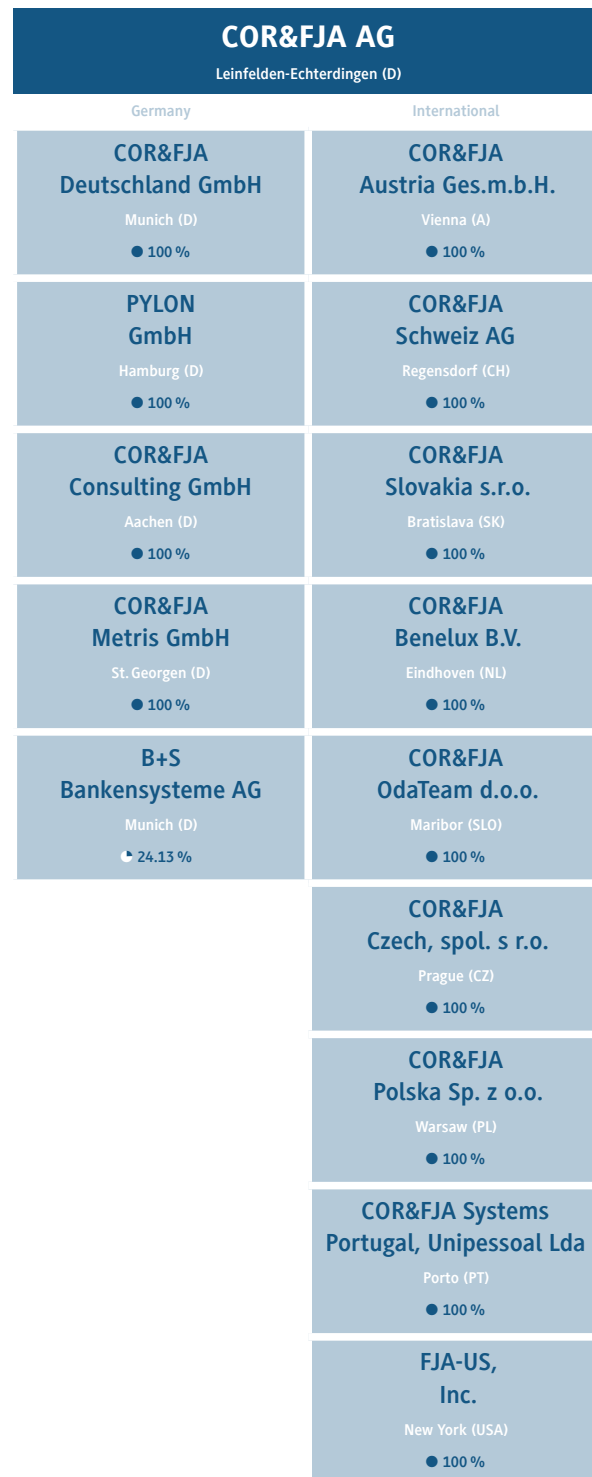 COR&FJA AG
Leinfelden-Echterdingen (D)
Germany
International
COR&FJA
Deutschland GmbH
Munich (D)
100 %
COR&FJA
Austria Ges.m.b.H.
Vienna (A)
100 %
PYLON
GmbH
Hamburg (D)
100 %
COR&FJA
Schweiz AG
Regensdorf (CH)
100 %
COR&FJA
Consulting GmbH
Aachen (D)
100 %
COR&FJA
Slovakia s.r.o.
Bratislava (SK)
100 %
COR&FJA
Metris GmbH
St. Georgen (D)
100 %
COR&FJA
Benelux B.V.
Eindhoven (NL)
100 %
B+S
Bankensysteme AG
Munich (D)
24.13 %
COR&FJA
OdaTeam d.o.o.
Maribor (SLO)
100 %
COR&FJA
Czech, spol. s r.o.
Prague (CZ)
100 %
COR&FJA
Polska Sp. z o.o.
Warsaw (PL)
100 %
COR&FJA Systems
Portugal, Unipessoal Lda
Porto (PT)
100 %
FJA-US,
Inc.
New York (USA)
100 %